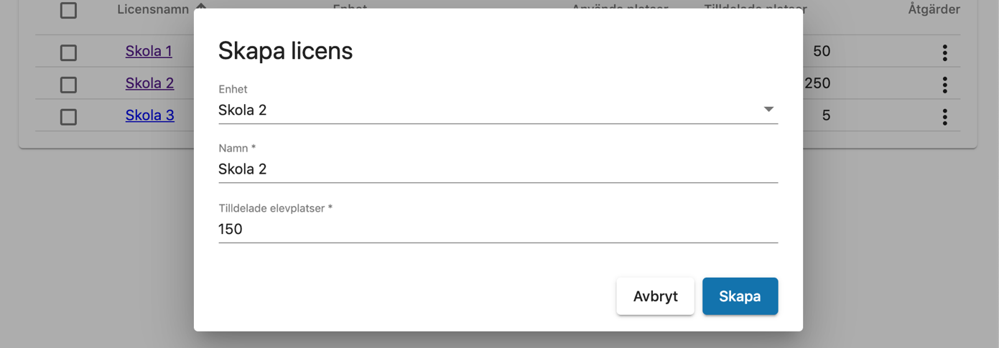 Licensnamn Åtgärder
Skola 1 50
Skola 2 250
Skola 3 5
Skapa licens
Enhet
Skola 2
Namn *
Skola 2
Tilldelade elevplatser *
150
Avbryt Skapa